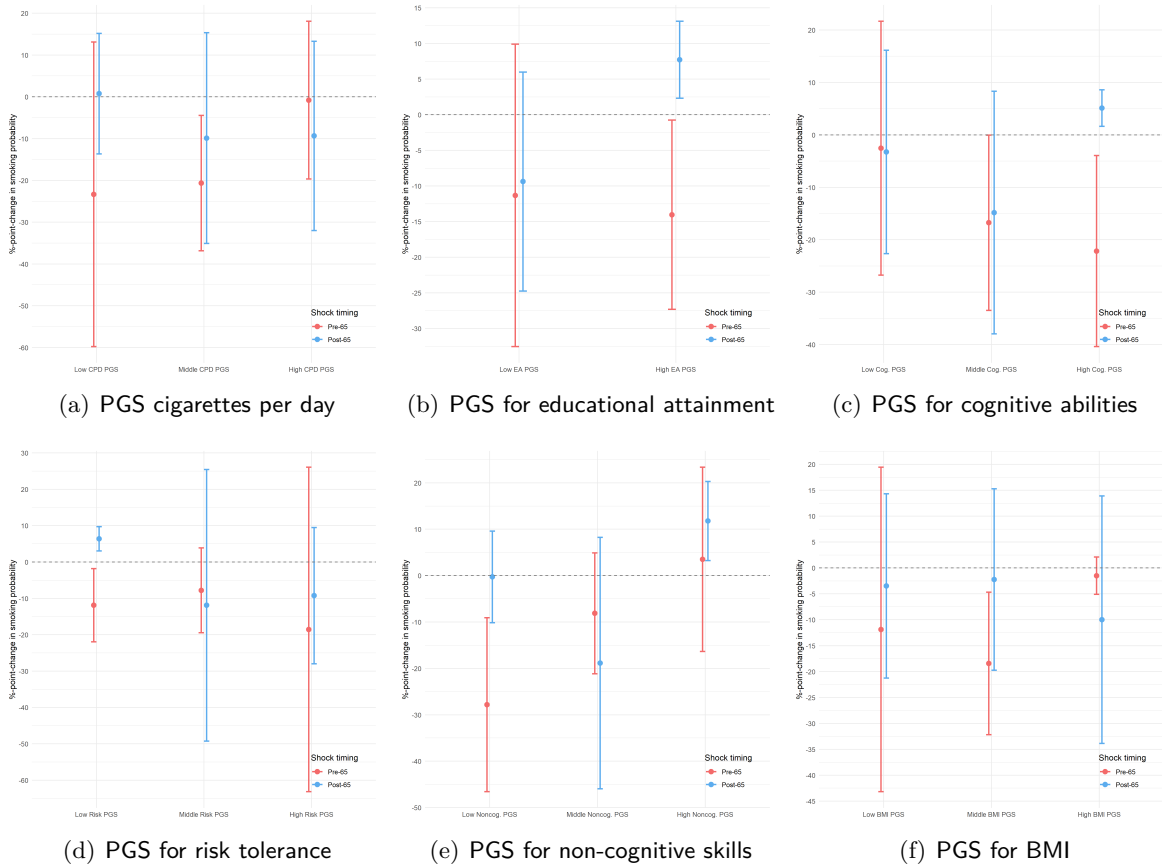 %-point-change in smoking probability
20
10
0
-10
-20
-30
-40
-50
-60
Low CPD PGS Middle CPD PGS High CPD PGS
Shock timing
Pre-65
Post-65
(a) PGS cigarettes per day
%-point-change in smoking probability
15
10
5
0
-5
-10
-15
-20
-25
-30
Low EA PGS High EA PGS
Shock timing
Pre-65
Post-65
(b) PGS for educational attainment
%-point-change in smoking probability
20
10
0
-10
-20
-30
-40
Low Cog. PGS Middle Cog. PGS High Cog. PGS
Shock timing
Pre-65
Post-65
(c) PGS for cognitive abilities
%-point-change in smoking probability
30
20
10
0
-10
-20
-30
-40
-50
-60
Low Risk PGS Middle Risk PGS High Risk PGS
Shock timing
Pre-65
Post-65
(d) PGS for risk tolerance
%-point-change in smoking probability
20
10
0
-10
-20
-30
-40
-50
Low Noncog. PGS Middle Noncog. PGS High Noncog. PGS
Shock timing
Pre-65
Post-65
(e) PGS for non-cognitive skills
%-point-change in smoking probability
20
15
10
5
0
-5
-10
-15
-20
-25
-30
-35
-40
-45
Low BMI PGS Middle BMI PGS High BMI PGS
Shock timing
Pre-65
Post-65
(f) PGS for BMI